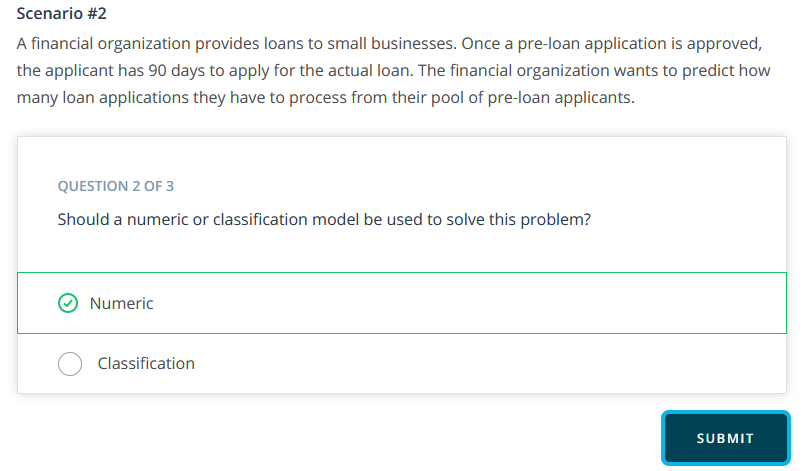 Scenario #2
A financial organization provides loans to small businesses. Once a pre-loan application is approved,
the applicant has 90 days to apply for the actual loan. The financial organization wants to predict how
many loan applications they have to process from their pool of pre-loan applicants.
QUESTION 2 OF 3
Should a numeric or classification model be used to solve this problem?
Numeric
Classification
SUBMIT